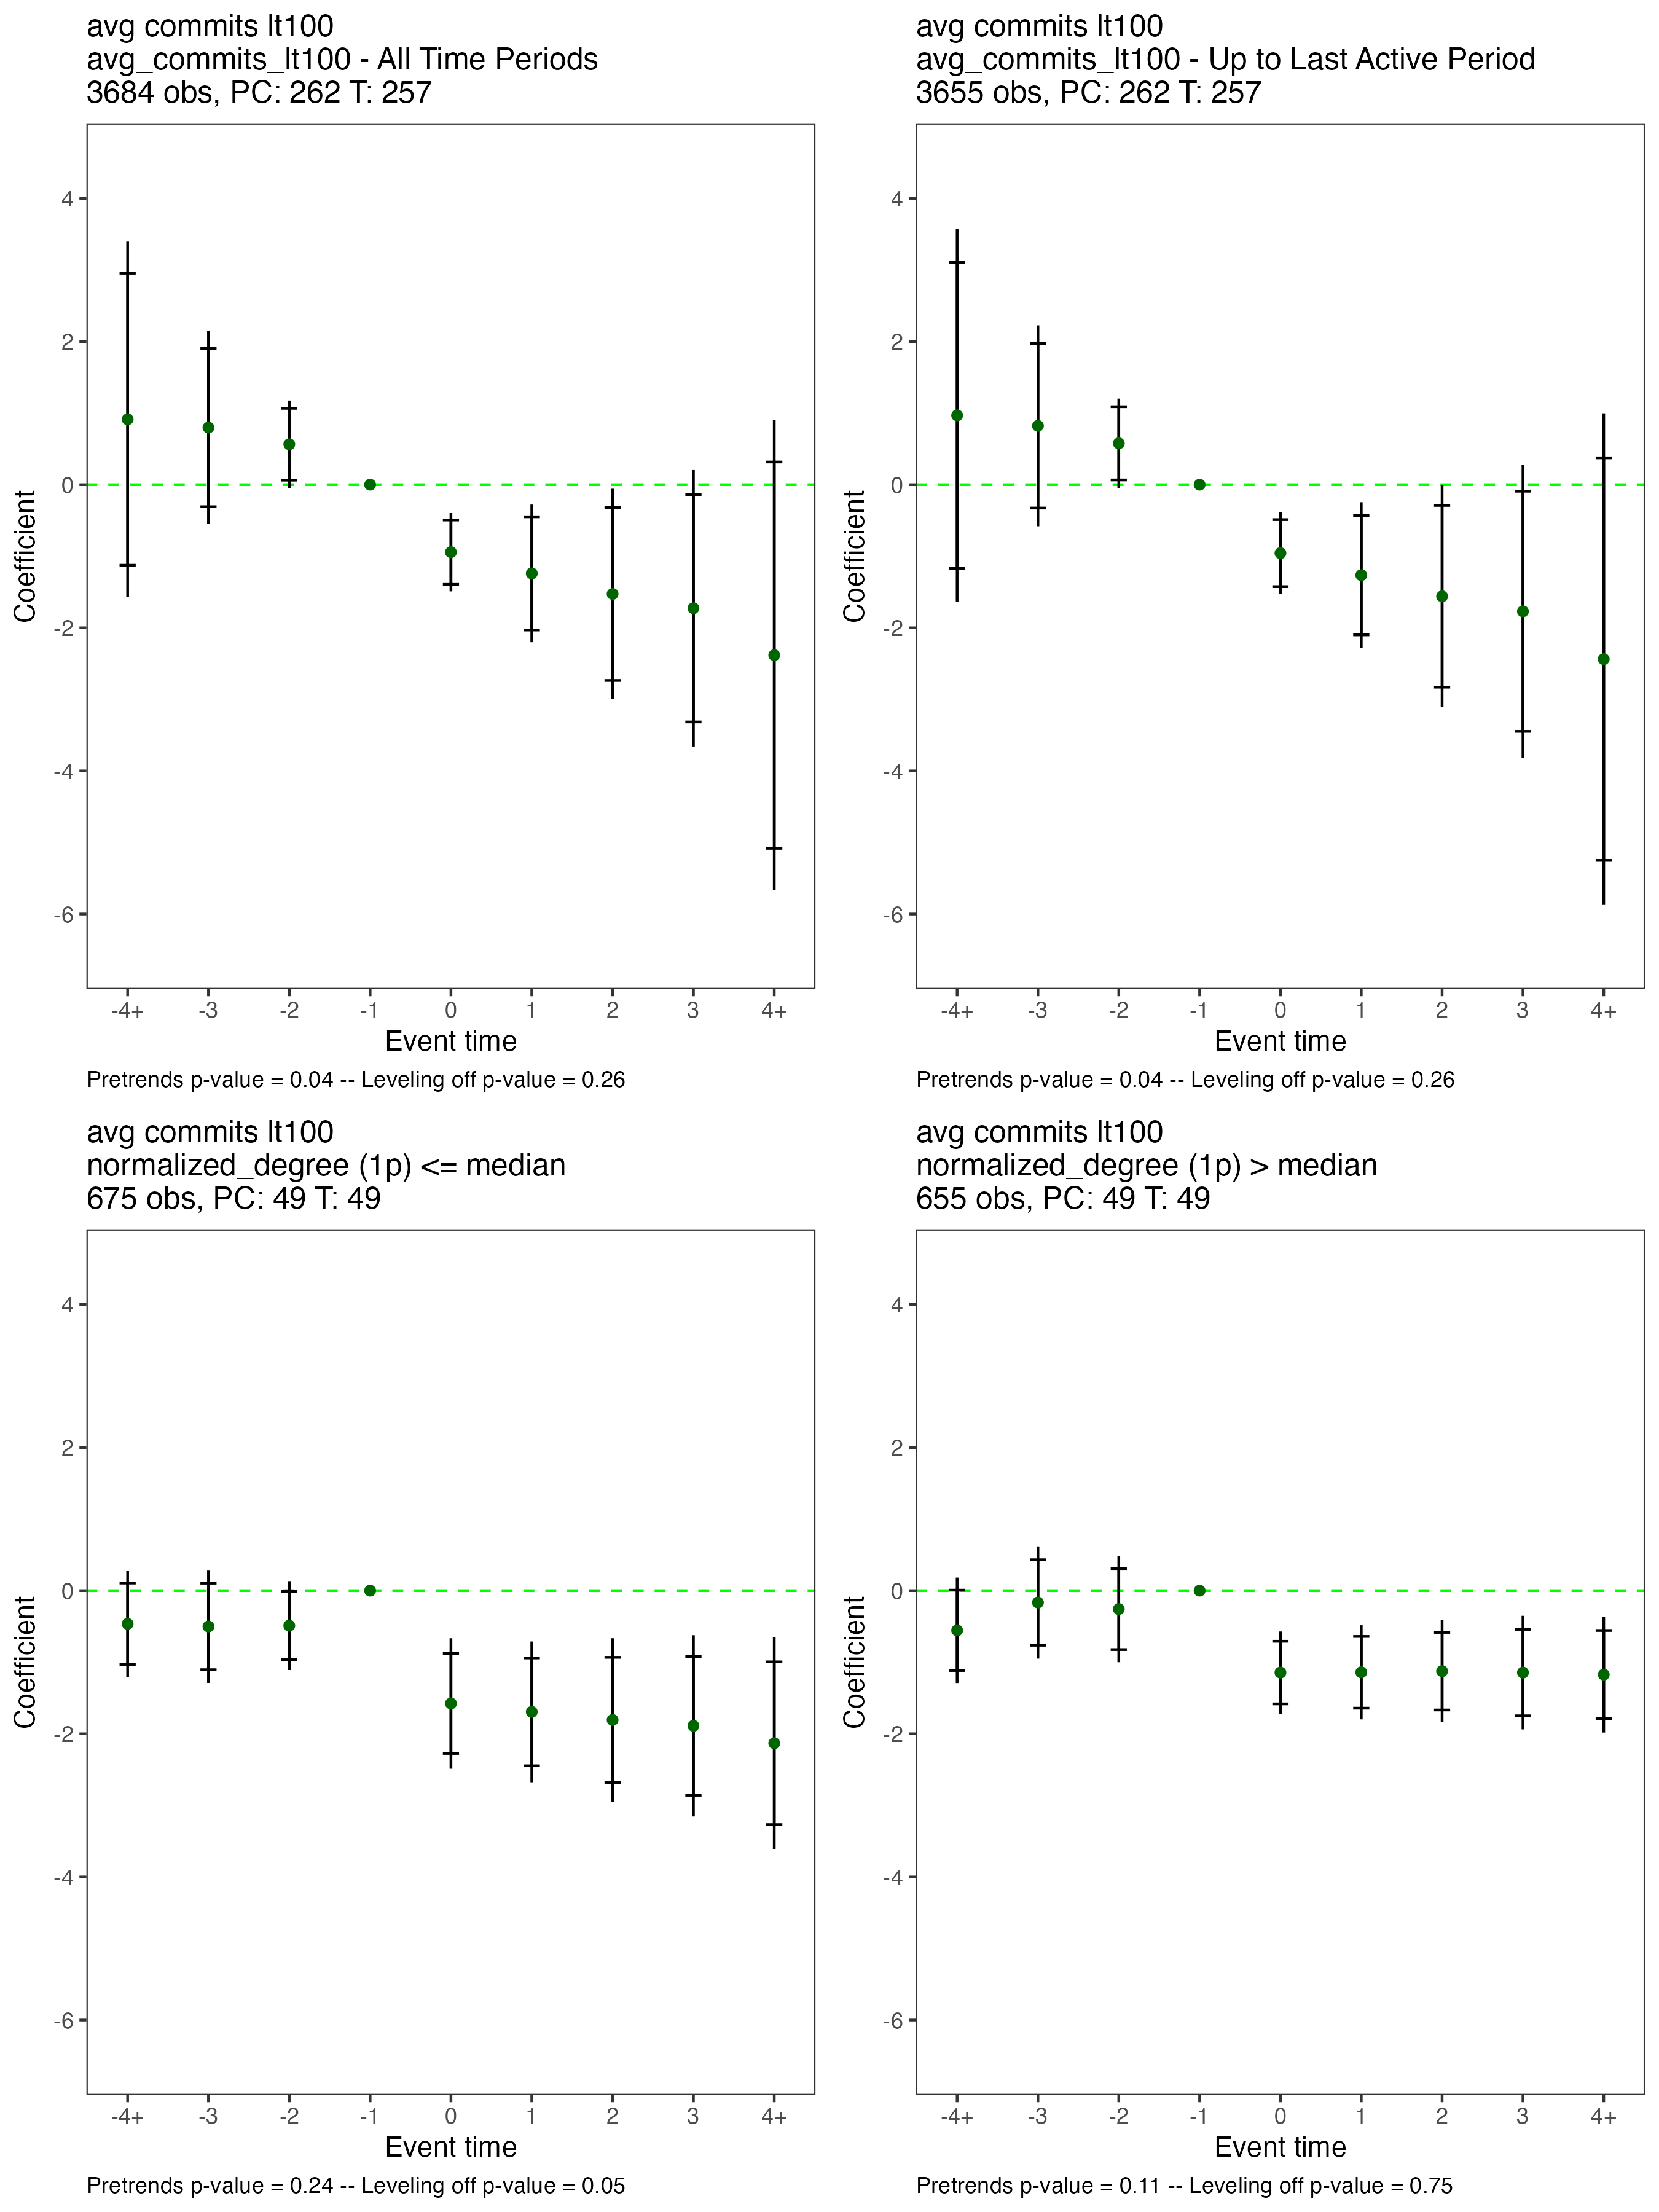 avg commits lt100
avg_commits_lt100 - All Time Periods
3684 obs, PC: 262 T: 257
Coefficient
4
2
0
-2
-4
-6
-4+ -3 -2 -1 0 1 2 3 4+
Event time
Pretrends p-value = 0.04 -- Leveling off p-value = 0.26
avg commits lt100
avg_commits_lt100 - Up to Last Active Period
3655 obs, PC: 262 T: 257
Coefficient
4
2
0
-2
-4
-6
-4+ -3 -2 -1 0 1 2 3 4+
Event time
Pretrends p-value = 0.04 -- Leveling off p-value = 0.26
avg commits lt100
normalized_degree (1p) <= median
675 obs, PC: 49 T: 49
Coefficient
4
2
0
-2
-4
-6
-4+ -3 -2 -1 0 1 2 3 4+
Event time
Pretrends p-value = 0.24 -- Leveling off p-value = 0.05
avg commits lt100
normalized_degree (1p) > median
655 obs, PC: 49 T: 49
Coefficient
4
2
0
-2
-4
-6
-4+ -3 -2 -1 0 1 2 3 4+
Event time
Pretrends p-value = 0.11 -- Leveling off p-value = 0.75